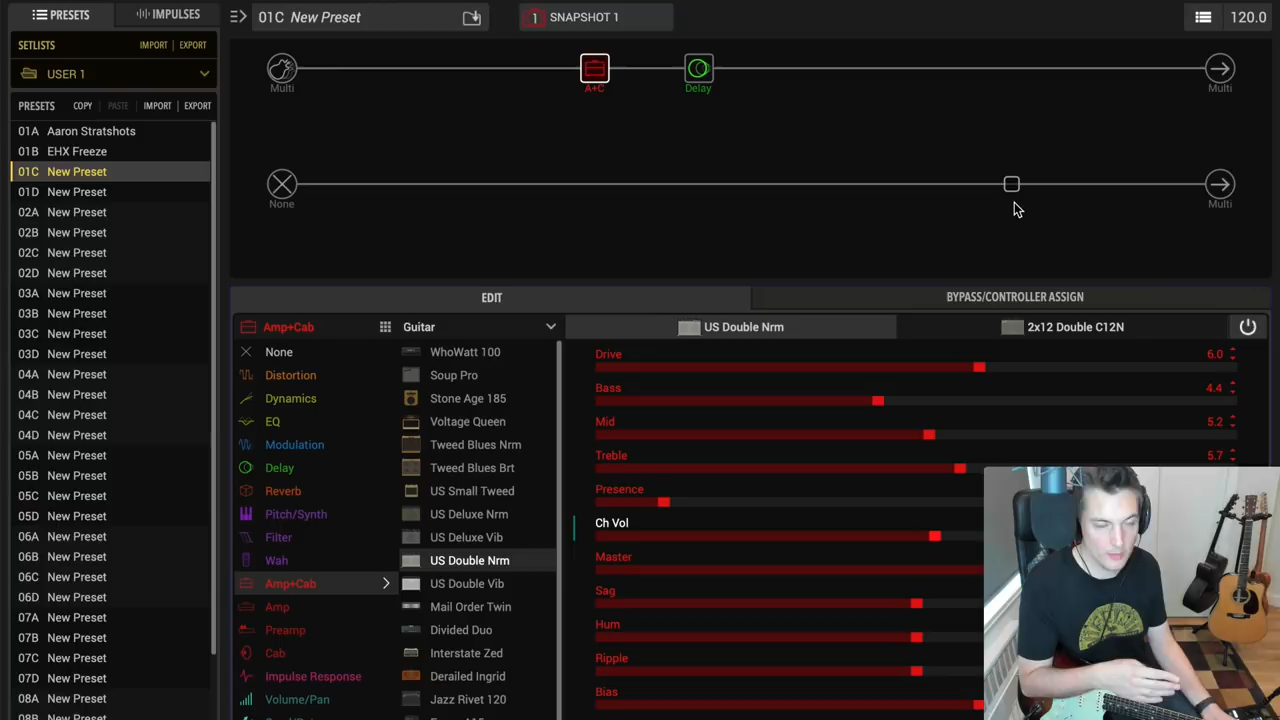 PRESETS
IMPULSES
01C New Preset
1 SNAPSHOT 1
120.0
SETLISTS IMPORT EXPORT
USER 1
PRESETS COPY PASTE IMPORT EXPORT
01A Aaron Stratshots
01B EHX Freeze
01C New Preset
01D New Preset
02A New Preset
02B New Preset
02C New Preset
02D New Preset
03A New Preset
03B New Preset
03C New Preset
03D New Preset
04A New Preset
04B New Preset
04C New Preset
04D New Preset
05A New Preset
05B New Preset
05C New Preset
05D New Preset
06A New Preset
06B New Preset
06C New Preset
06D New Preset
07A New Preset
07B New Preset
07C New Preset
07D New Preset
08A New Preset
08B New Preset
Multi
A+C
Delay
Multi
None
Multi
EDIT
BYPASS/CONTROLLER ASSIGN
Amp+Cab
Guitar
US Double Nrm
2x12 Double C12N
None
Distortion
Dynamics
EQ
Modulation
Delay
Reverb
Pitch/Synth
Filter
Wah
Amp+Cab
Amp
Preamp
Cab
Impulse Response
Volume/Pan
WhoWatt 100
Soup Pro
Stone Age 185
Voltage Queen
Tweed Blues Nrm
Tweed Blues Brt
US Small Tweed
US Deluxe Nrm
US Deluxe Vib
US Double Nrm
US Double Vib
Mail Order Twin
Divided Duo
Interstate Zed
Derailed Ingrid
Jazz Rivet 120
Drive 6.0
Bass 4.4
Mid 5.2
Treble 5.7
Presence
Ch Vol
Master
Sag
Hum
Ripple
Bias